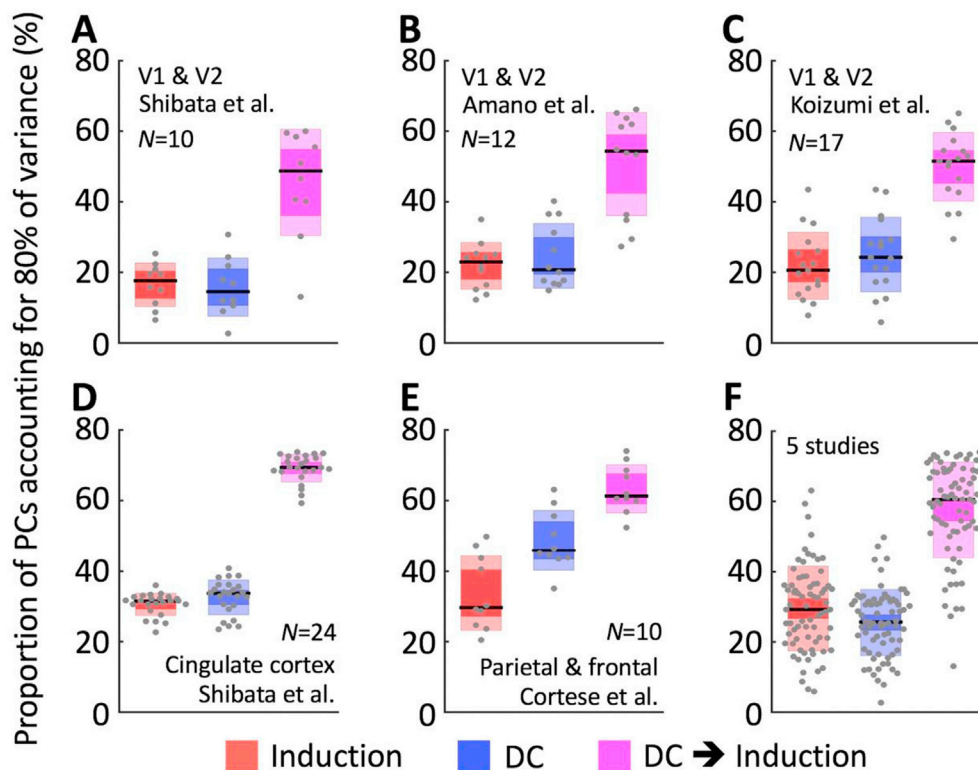 Proportion of PCs accounting for 80% of variance (%)
A
80
60
40
20
0
V1 & V2
Shibata et al.
N=10
B
80
60
40
20
0
V1 & V2
Amano et al.
N=12
C
80
60
40
20
0
V1 & V2
Koizumi et al.
N=17
D
80
60
40
20
0
N=24
Cingulate cortex
Shibata et al.
E
80
60
40
20
0
N=10
Parietal & frontal
Cortese et al.
F
80
60
40
20
0
5 studies
Induction
DC
DC ➔ Induction